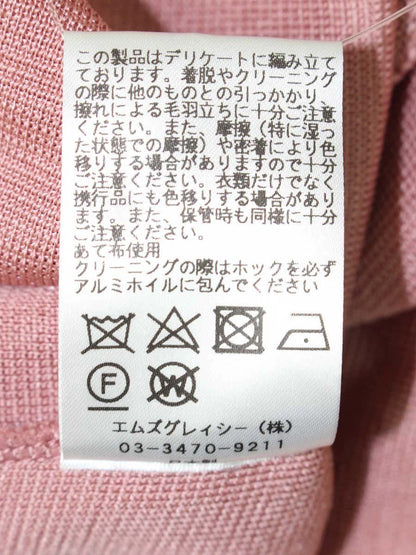 この製品はデリケートに編み立て
ております。着脱やクリーニング
の際に他のものとの引っかかり、
擦れによる毛羽立ちに十分ご注意
ください。また、摩擦（特に湿っ
た状態での摩擦）や密着により色
移りする場合がありますので十分
ご注意ください。衣類だけでなく
携行品にも色移りする場合があり
ます。また、保管時も同様に十分
ご注意ください。
あて布使用
クリーニングの際はホックを必ず
アルミホイルに包んでください
F
W
エムズグレイシー（株）
03-3470-9211